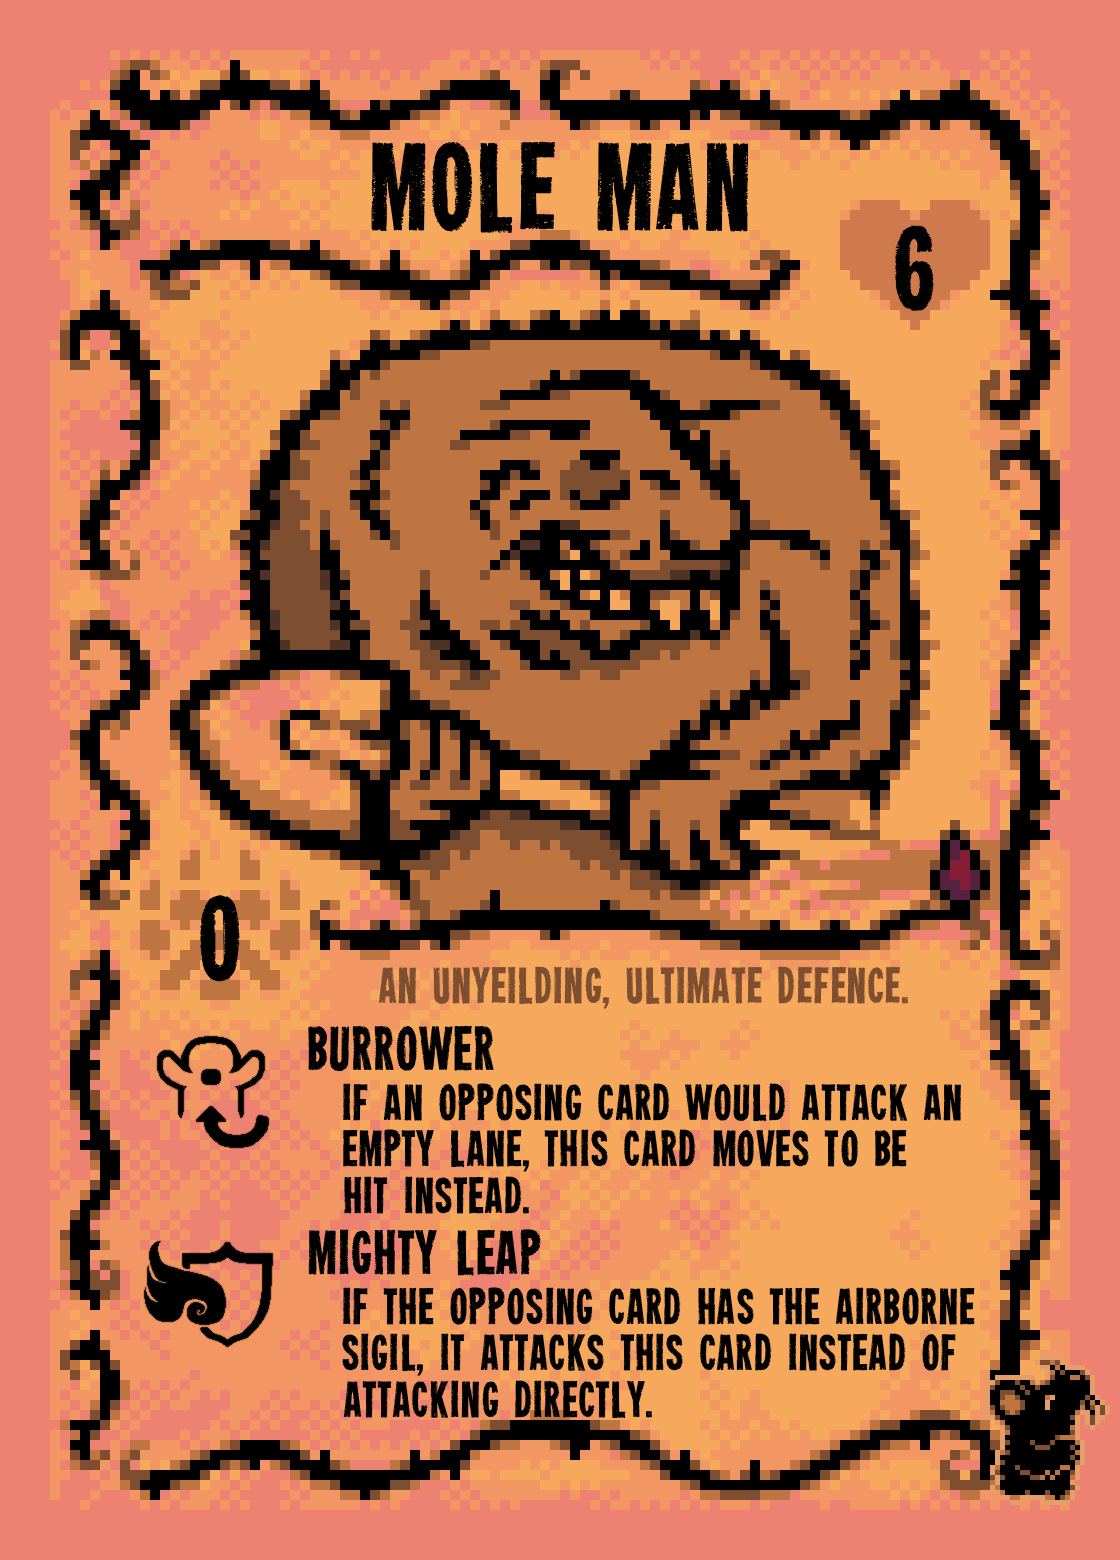 MOLE MAN
6
0
AN UNYEILDING, ULTIMATE DEFENCE.
BURROWER
IF AN OPPOSING CARD WOULD ATTACK AN
EMPTY LANE, THIS CARD MOVES TO BE
HIT INSTEAD.
MIGHTY LEAP
IF THE OPPOSING CARD HAS THE AIRBORNE
SIGIL, IT ATTACKS THIS CARD INSTEAD OF
ATTACKING DIRECTLY.